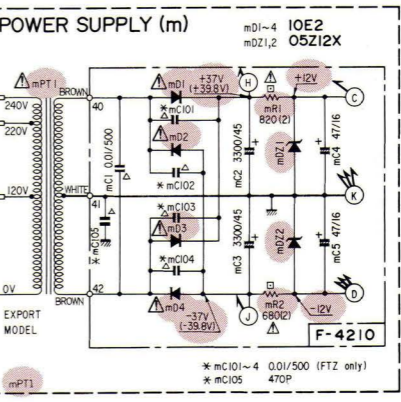 POWER SUPPLY (m)
mD1~4 10E2
mDZ1,2 05Z12X
mPT1
BROWN
40
240V
220V
120V
0V
WHITE
41
BROWN
42
EXPORT
MODEL
mPT1
mC1 0.01/500
* mC105
mD1
* mC101
mD2
* mC102
* mC103
mD3
* mC104
mD4
+37V
(+39.8V)
-37V
(-39.8V)
H
J
mC2 3300/45
mC3 3300/45
mR1
820(2)
mR2
680(2)
+12V
-12V
mDZ1
mDZ2
mC4 47/16
mC5 47/16
C
K
D
F-4210
* mC101~4 0.01/500 (FTZ only)
* mC105 470P